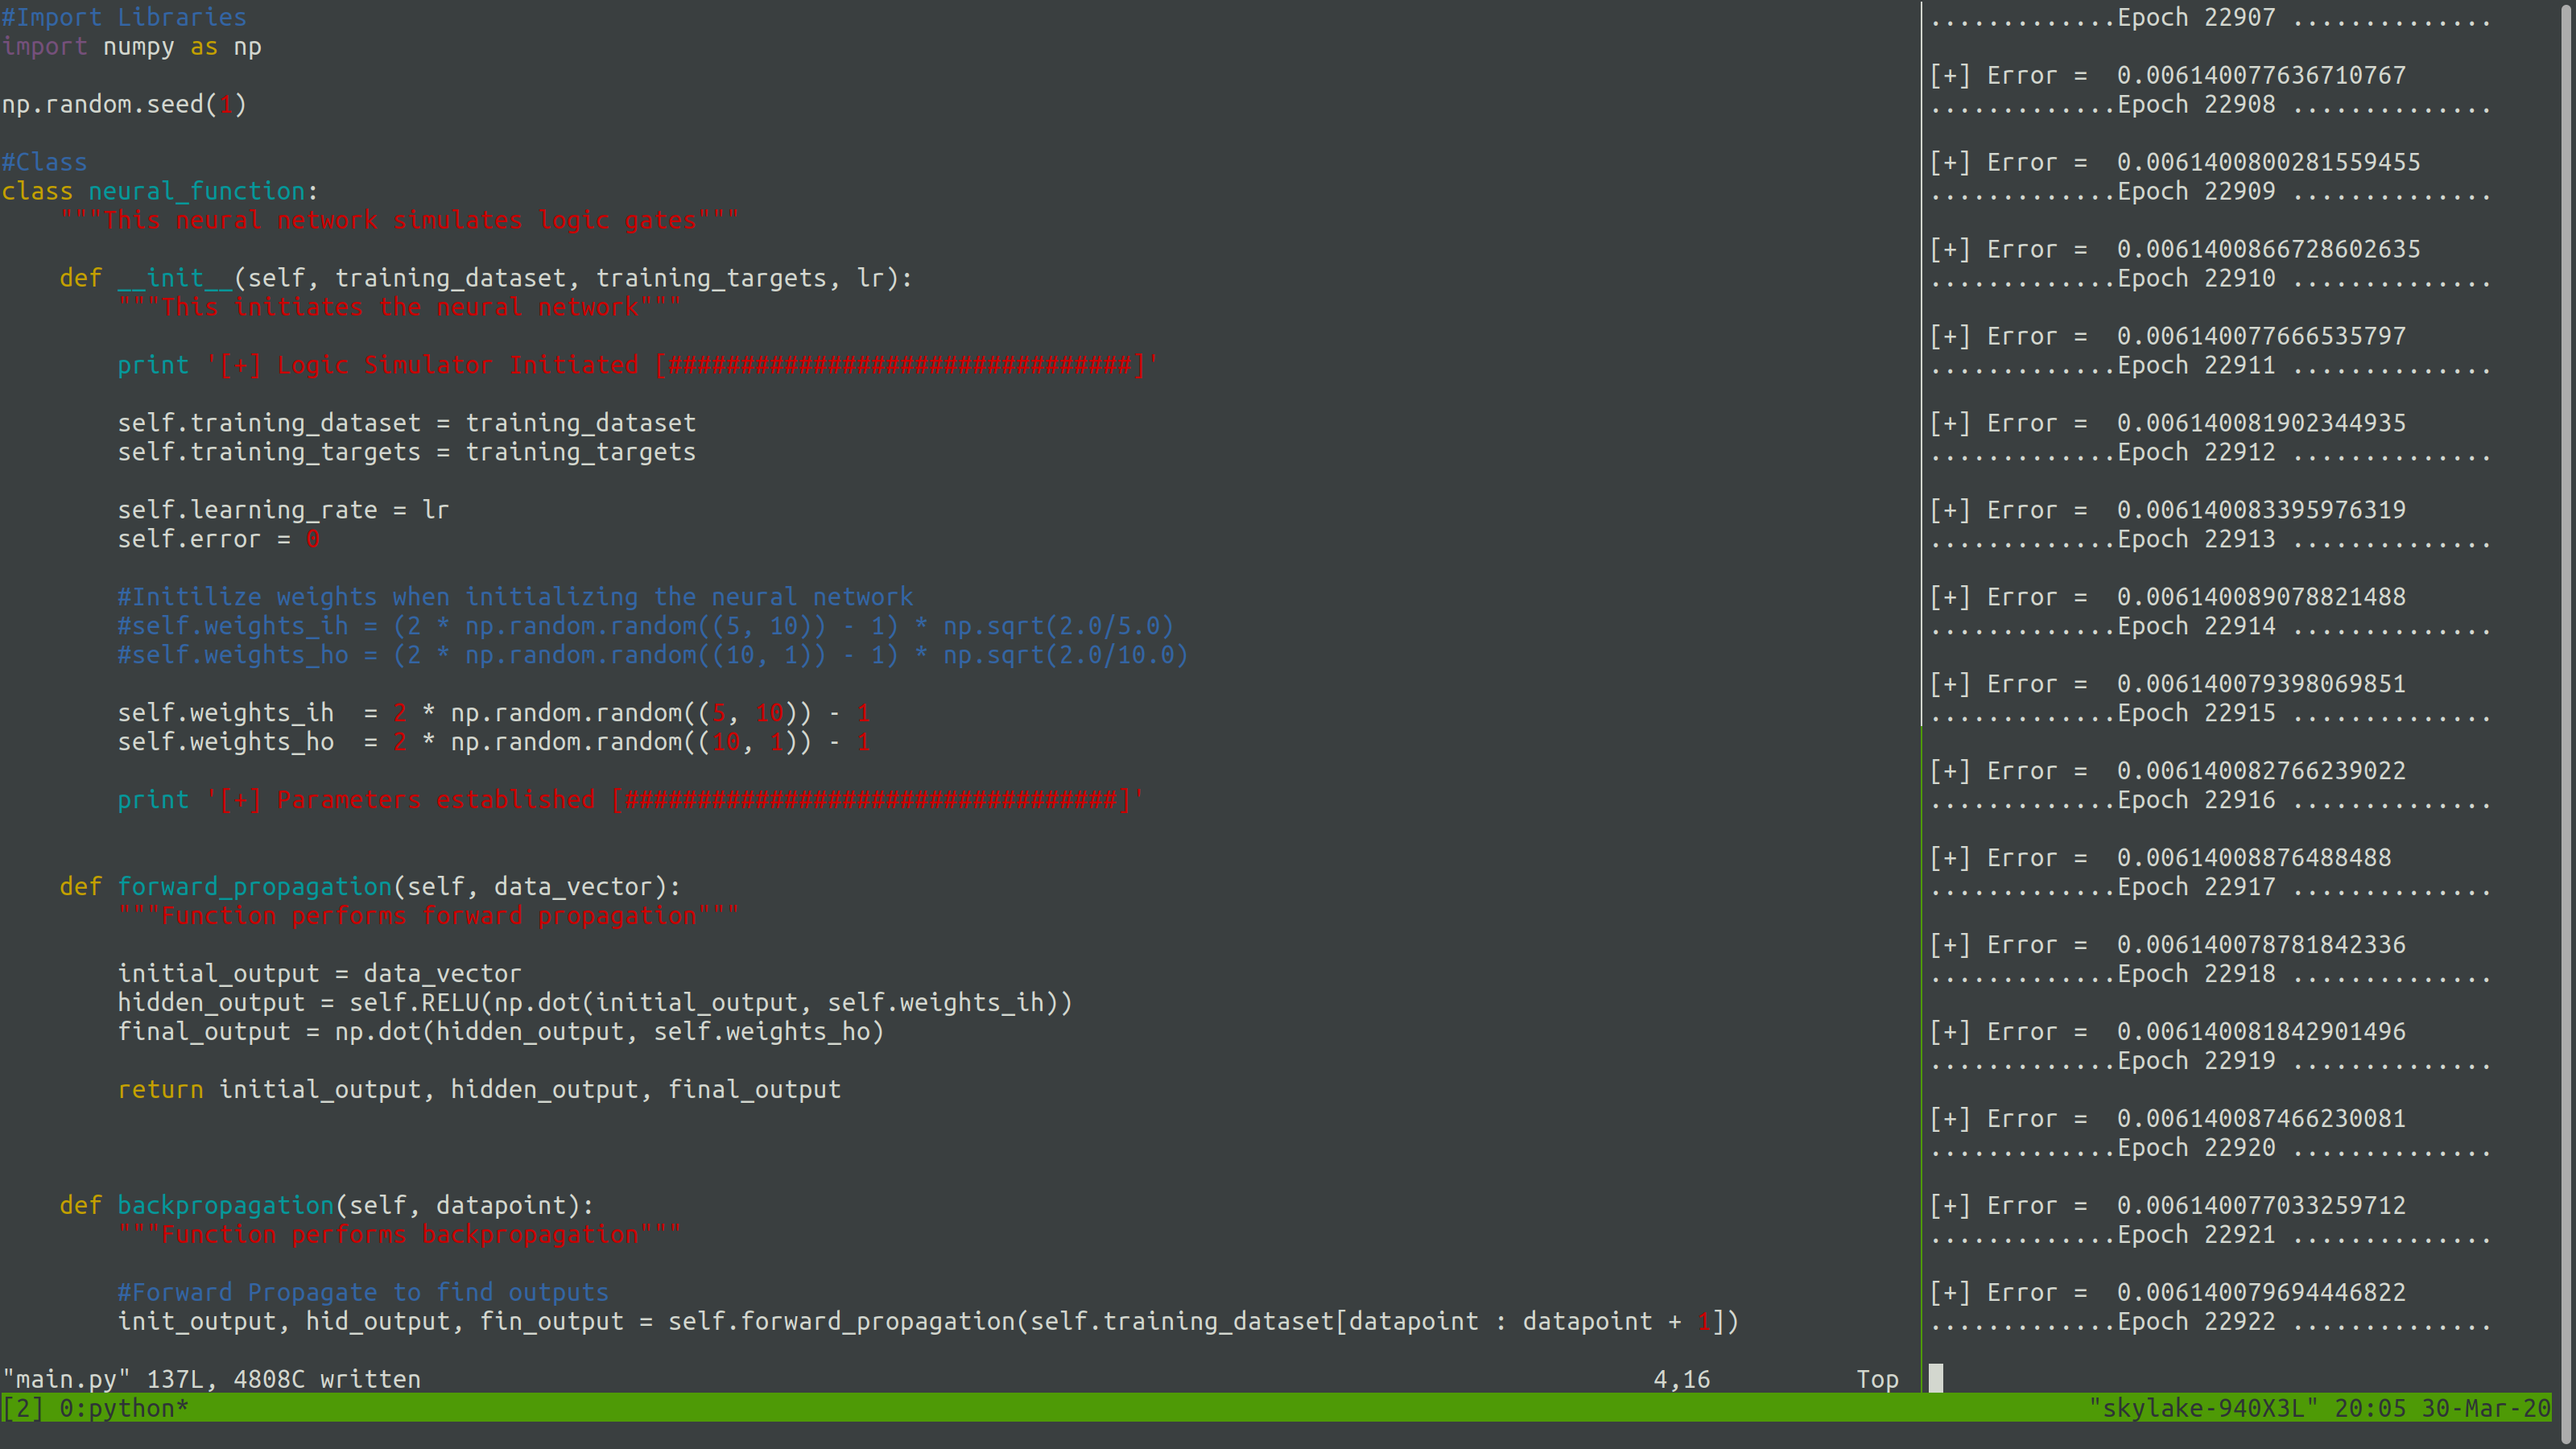 #Import Libraries
import numpy as np
np.random.seed(1)
#Class
class neural_function:
    """This neural network simulates logic gates"""
    def __init__(self, training_dataset, training_targets, lr):
        """This initiates the neural network"""
        print '[+] Logic Simulator Initiated [################################]'
        self.training_dataset = training_dataset
        self.training_targets = training_targets
        self.learning_rate = lr
        self.error = 0
        #Initilize weights when initializing the neural network
        #self.weights_ih = (2 * np.random.random((5, 10)) - 1) * np.sqrt(2.0/5.0)
        #self.weights_ho = (2 * np.random.random((10, 1)) - 1) * np.sqrt(2.0/10.0)
        self.weights_ih  = 2 * np.random.random((5, 10)) - 1
        self.weights_ho  = 2 * np.random.random((10, 1)) - 1
        print '[+] Parameters established [##################################]'
    def forward_propagation(self, data_vector):
        """Function performs forward propagation"""
        initial_output = data_vector
        hidden_output = self.RELU(np.dot(initial_output, self.weights_ih))
        final_output = np.dot(hidden_output, self.weights_ho)
        return initial_output, hidden_output, final_output
    def backpropagation(self, datapoint):
        """Function performs backpropagation"""
        #Forward Propagate to find outputs
        init_output, hid_output, fin_output = self.forward_propagation(self.training_dataset[datapoint : datapoint + 1])
"main.py" 137L, 4808C written 4,16 Top
.............Epoch 22907 ..............
[+] Error =  0.006140077636710767
.............Epoch 22908 ..............
[+] Error =  0.0061400800281559455
.............Epoch 22909 ..............
[+] Error =  0.0061400866728602635
.............Epoch 22910 ..............
[+] Error =  0.006140077666535797
.............Epoch 22911 ..............
[+] Error =  0.006140081902344935
.............Epoch 22912 ..............
[+] Error =  0.006140083395976319
.............Epoch 22913 ..............
[+] Error =  0.006140089078821488
.............Epoch 22914 ..............
[+] Error =  0.006140079398069851
.............Epoch 22915 ..............
[+] Error =  0.006140082766239022
.............Epoch 22916 ..............
[+] Error =  0.00614008876488488
.............Epoch 22917 ..............
[+] Error =  0.006140078781842336
.............Epoch 22918 ..............
[+] Error =  0.006140081842901496
.............Epoch 22919 ..............
[+] Error =  0.006140087466230081
.............Epoch 22920 ..............
[+] Error =  0.006140077033259712
.............Epoch 22921 ..............
[+] Error =  0.006140079694446822
.............Epoch 22922 ..............
[2] 0:python* "skylake-940X3L" 20:05 30-Mar-20